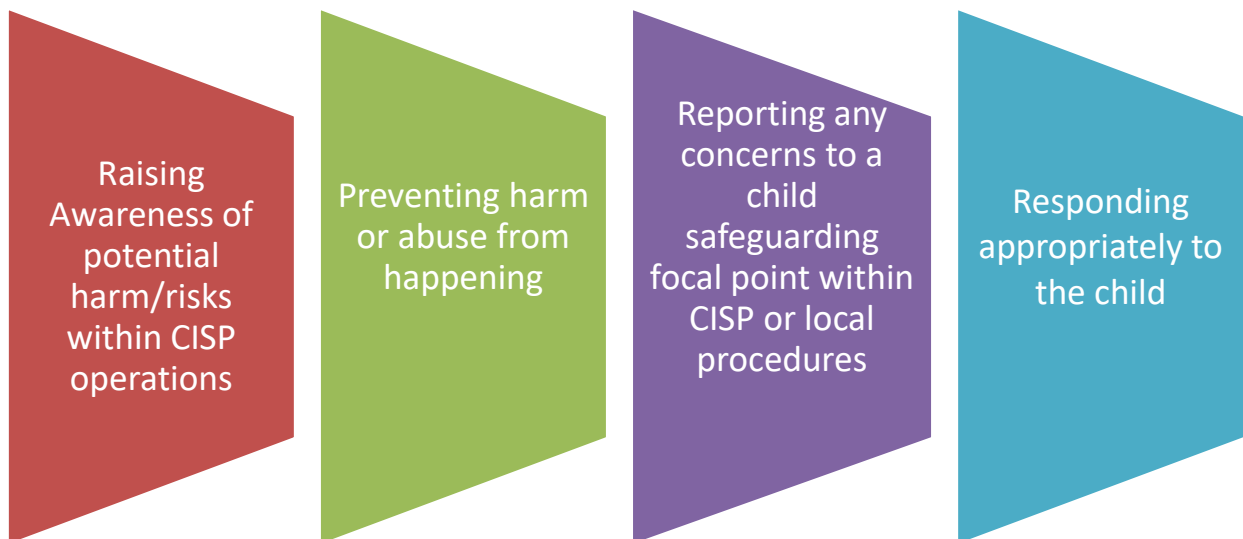 Raising
Awareness of
potential
harm/risks
within CISP
operations
Preventing harm
or abuse from
happening
Reporting any
concerns to a
child
safeguarding
focal point within
CISP or local
procedures
Responding
appropriately to
the child